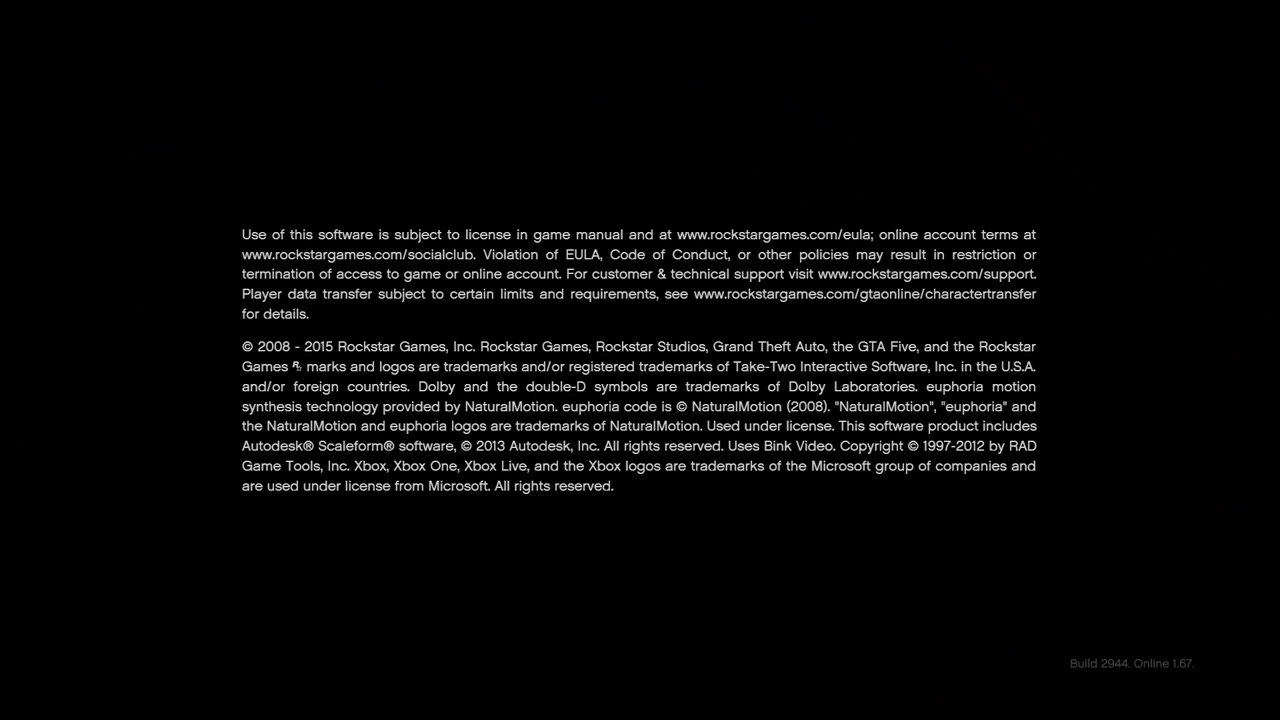 Use of this software is subject to license in game manual and at www.rockstargames.com/eula; online account terms at
www.rockstargames.com/socialclub. Violation of EULA, Code of Conduct, or other policies may result in restriction or
termination of access to game or online account. For customer & technical support visit www.rockstargames.com/support.
Player data transfer subject to certain limits and requirements, see www.rockstargames.com/gtaonline/charactertransfer
for details.
© 2008 - 2015 Rockstar Games, Inc. Rockstar Games, Rockstar Studios, Grand Theft Auto, the GTA Five, and the Rockstar
Games R* marks and logos are trademarks and/or registered trademarks of Take-Two Interactive Software, Inc. in the U.S.A.
and/or foreign countries. Dolby and the double-D symbols are trademarks of Dolby Laboratories. euphoria motion
synthesis technology provided by NaturalMotion. euphoria code is © NaturalMotion (2008). "NaturalMotion", "euphoria" and
the NaturalMotion and euphoria logos are trademarks of NaturalMotion. Used under license. This software product includes
Autodesk® Scaleform® software, © 2013 Autodesk, Inc. All rights reserved. Uses Bink Video. Copyright © 1997-2012 by RAD
Game Tools, Inc. Xbox, Xbox One, Xbox Live, and the Xbox logos are trademarks of the Microsoft group of companies and
are used under license from Microsoft. All rights reserved.
Build 2944. Online 1.67.